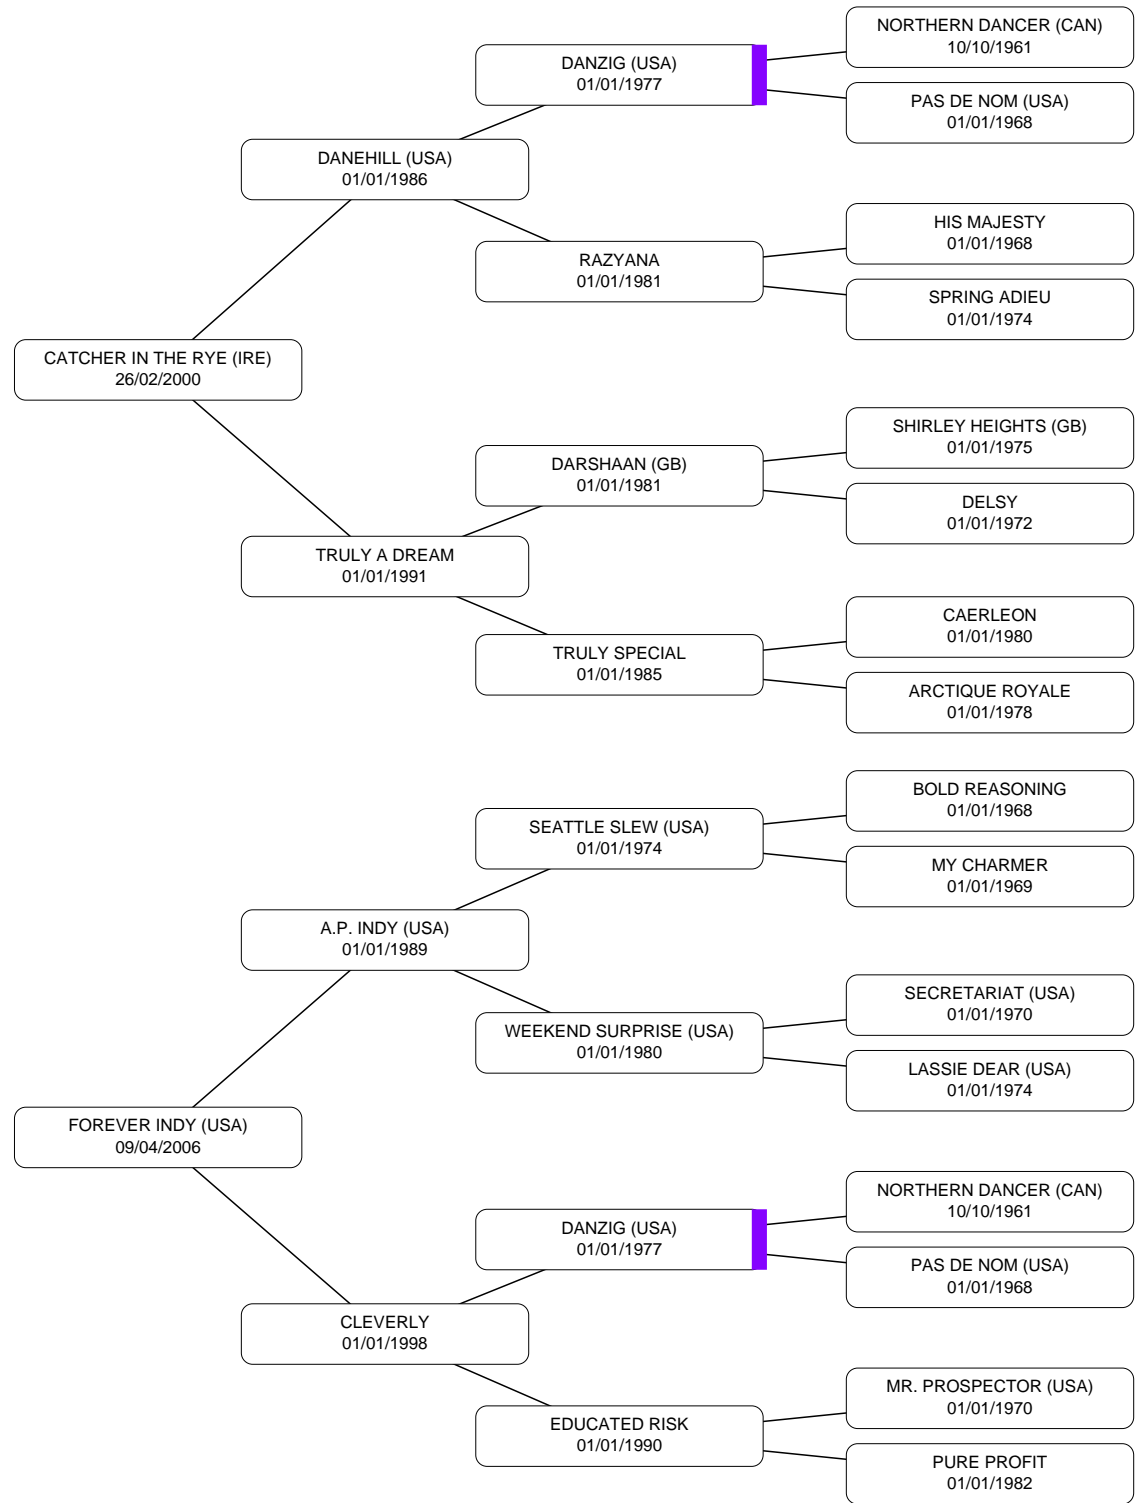 NORTHERN DANCER (CAN)
10/10/1961
DANZIG (USA)
01/01/1977
PAS DE NOM (USA)
01/01/1968
DANEHILL (USA)
01/01/1986
HIS MAJESTY
01/01/1968
RAZYANA
01/01/1981
SPRING ADIEU
01/01/1974
CATCHER IN THE RYE (IRE)
26/02/2000
SHIRLEY HEIGHTS (GB)
01/01/1975
DARSHAAN (GB)
01/01/1981
DELSY
01/01/1972
TRULY A DREAM
01/01/1991
CAERLEON
01/01/1980
TRULY SPECIAL
01/01/1985
ARCTIQUE ROYALE
01/01/1978
BOLD REASONING
01/01/1968
SEATTLE SLEW (USA)
01/01/1974
MY CHARMER
01/01/1969
A.P. INDY (USA)
01/01/1989
SECRETARIAT (USA)
01/01/1970
WEEKEND SURPRISE (USA)
01/01/1980
LASSIE DEAR (USA)
01/01/1974
FOREVER INDY (USA)
09/04/2006
NORTHERN DANCER (CAN)
10/10/1961
DANZIG (USA)
01/01/1977
PAS DE NOM (USA)
01/01/1968
CLEVERLY
01/01/1998
MR. PROSPECTOR (USA)
01/01/1970
EDUCATED RISK
01/01/1990
PURE PROFIT
01/01/1982